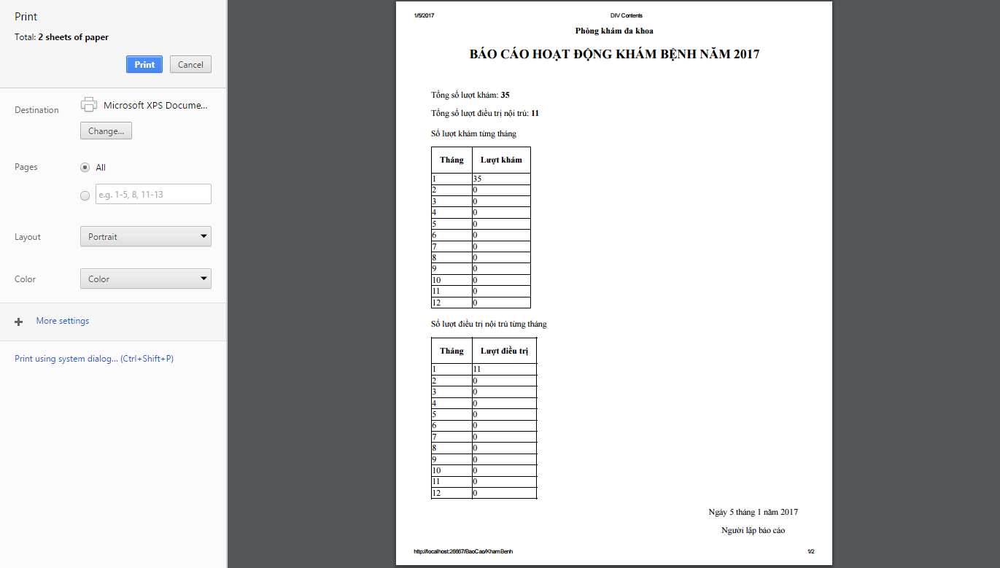 Print
Total: 2 sheets of paper
Print Cancel
Destination Microsoft XPS Docume...
Change...
Pages All
e.g. 1-5, 8, 11-13
Layout Portrait
Color Color
More settings
Print using system dialog... (Ctrl+Shift+P)
1/5/2017 DIV Contents
Phòng khám đa khoa
BÁO CÁO HOẠT ĐỘNG KHÁM BỆNH NĂM 2017
Tổng số lượt khám: 35
Tổng số lượt điều trị nội trú: 11
Số lượt khám từng tháng
Tháng Lượt khám
1 35
2 0
3 0
4 0
5 0
6 0
7 0
8 0
9 0
10 0
11 0
12 0
Số lượt điều trị nội trú từng tháng
Tháng Lượt điều trị
1 11
2 0
3 0
4 0
5 0
6 0
7 0
8 0
9 0
10 0
11 0
12 0
Ngày 5 tháng 1 năm 2017
Người lập báo cáo
http://localhost:26667/BaoCao/KhamBenh 1/2